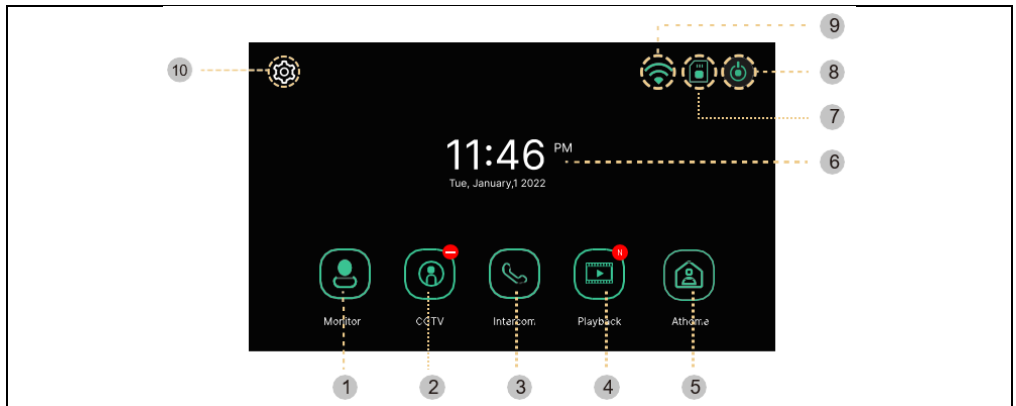 9
10
8
7
11:46 PM
6
Tue, January,1 2022
N
Monitor
CCTV
Intercom
Playback
Athome
1
2
3
4
5